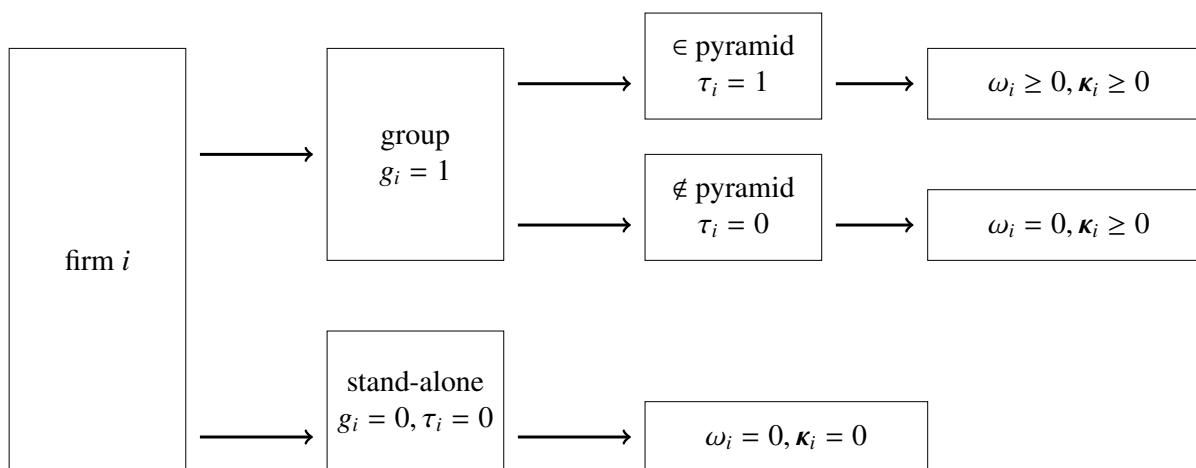 firm i
group
g_i = 1
∈ pyramid
τ_i = 1
ω_i ≥ 0, κ_i ≥ 0
∉ pyramid
τ_i = 0
ω_i = 0, κ_i ≥ 0
stand-alone
g_i = 0, τ_i = 0
ω_i = 0, κ_i = 0